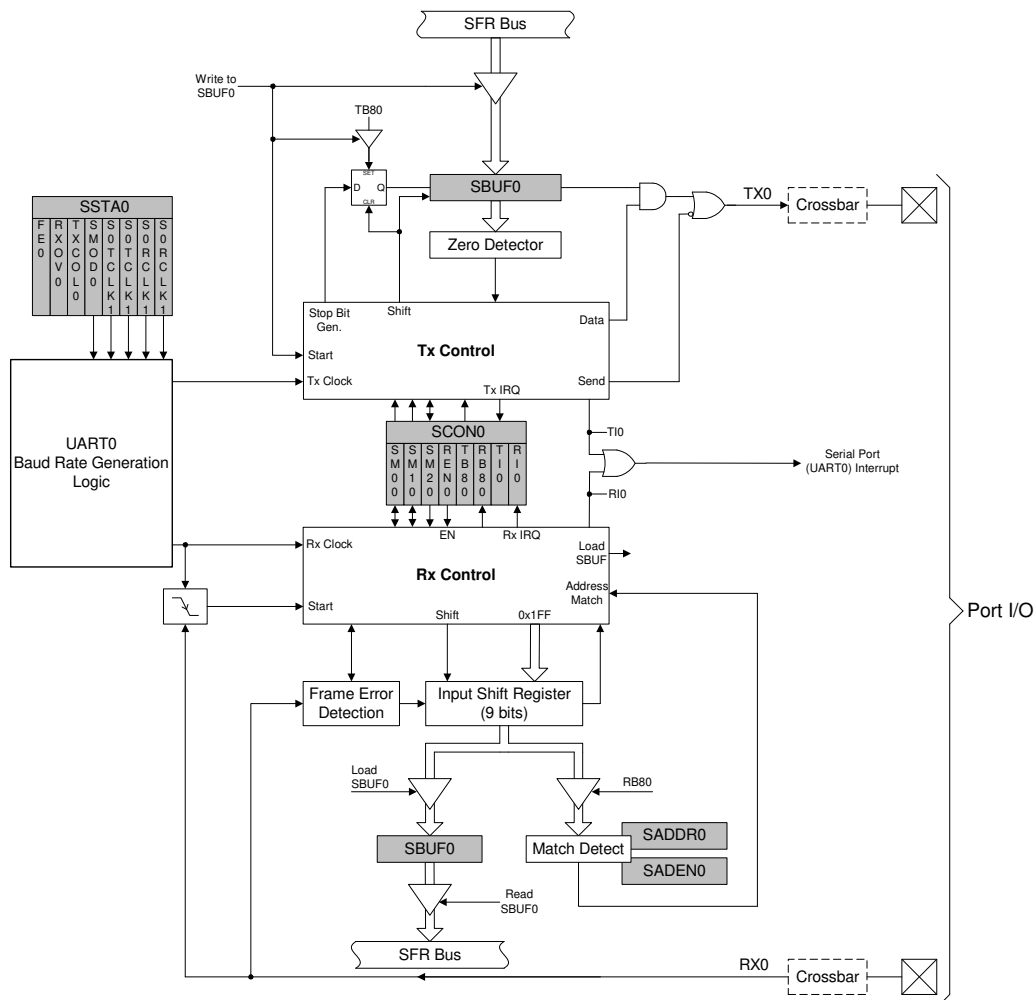 SFR Bus
Write to
SBUF0
TB80
SET
D Q
CLR
SBUF0
TX0
Crossbar
Zero Detector
SSTA0
FE0
RXOV0
TXCOL0
SMOD0
S0TCLK1
S0TCLK1
S0RCLK1
S0RCLK1
Stop Bit
Gen.
Shift
Data
Tx Control
Start
Tx Clock
Tx IRQ
Send
UART0
Baud Rate Generation
Logic
SCON0
SM00
SM10
SM20
REN0
TB80
RB80
TI0
RI0
TI0
Serial Port
(UART0) Interrupt
RI0
EN
Rx IRQ
Rx Clock
Load
SBUF
Rx Control
Address
Match
Start
Shift
0x1FF
Port I/O
Frame Error
Detection
Input Shift Register
(9 bits)
Load
SBUF0
RB80
SBUF0
Match Detect
SADDR0
SADEN0
Read
SBUF0
SFR Bus
RX0
Crossbar